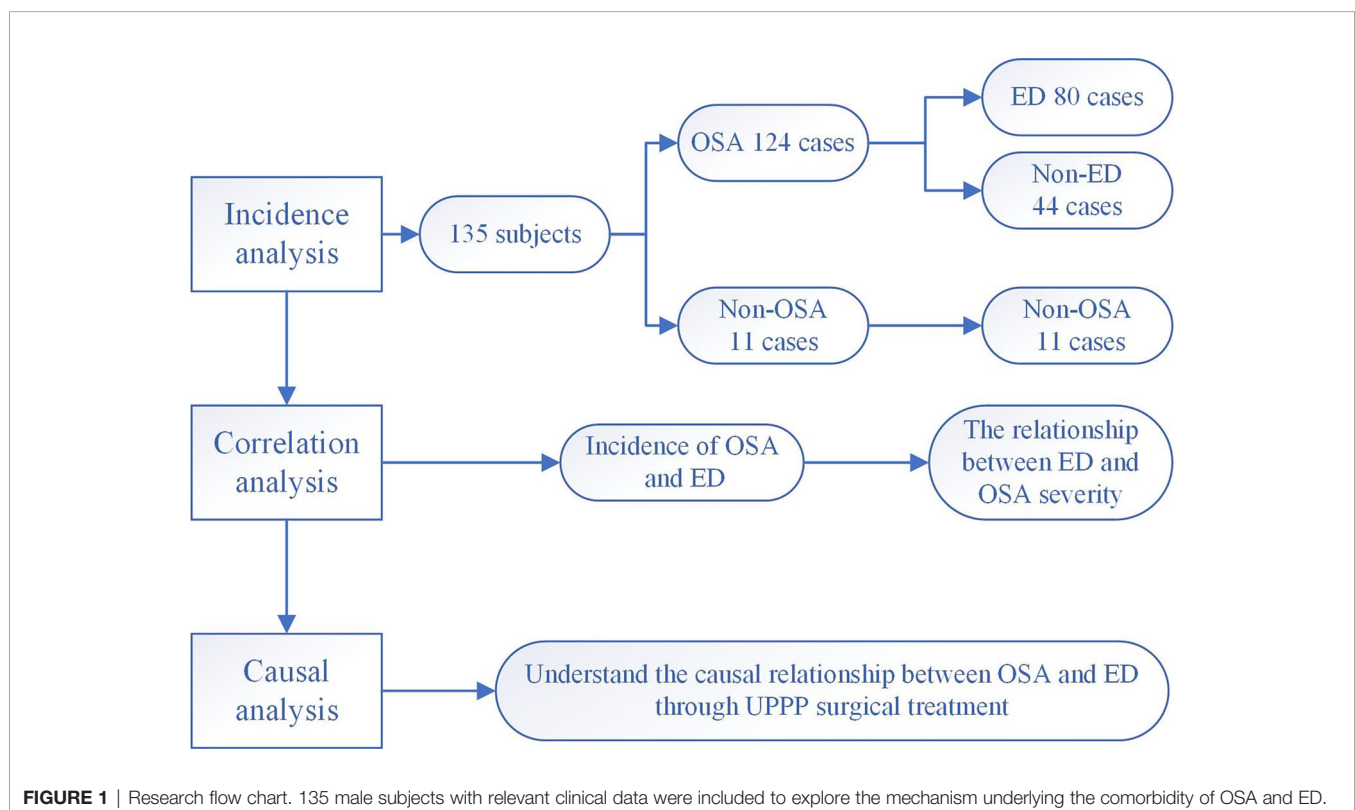 ED 80 cases
OSA 124 cases
Non-ED
44 cases
Incidence
analysis
135 subjects
Non-OSA
11 cases
Non-OSA
11 cases
Correlation
analysis
Incidence of OSA
and ED
The relationship
between ED and
OSA severity
Causal
analysis
Understand the causal relationship between OSA and ED
through UPPP surgical treatment
FIGURE 1 | Research flow chart. 135 male subjects with relevant clinical data were included to explore the mechanism underlying the comorbidity of OSA and ED.